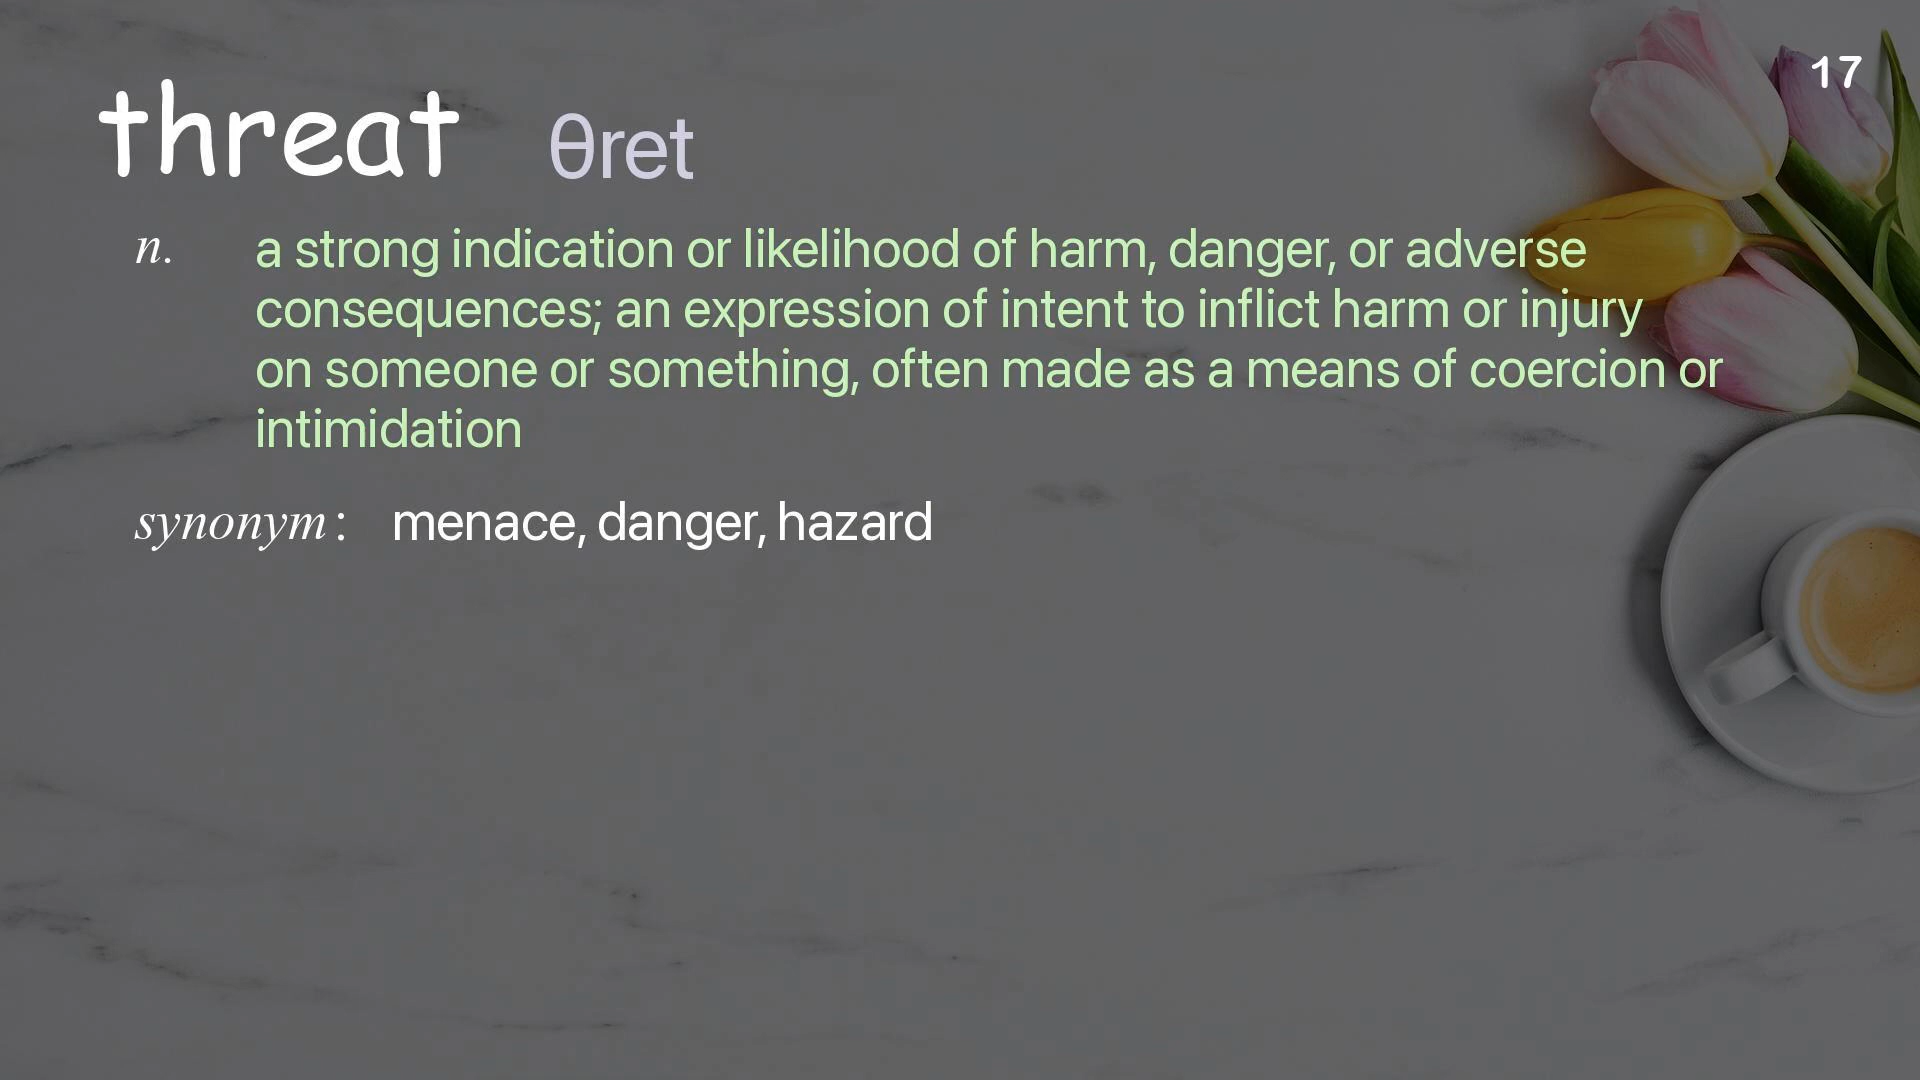 17
threat θret
n. a strong indication or likelihood of harm, danger, or adverse
consequences; an expression of intent to inflict harm or injury
on someone or something, often made as a means of coercion or
intimidation
synonym: menace, danger, hazard